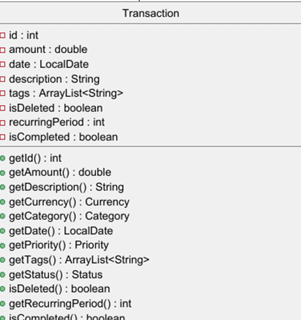 Transaction
id : int
amount : double
date : LocalDate
description : String
tags : ArrayList<String>
isDeleted : boolean
recurringPeriod : int
isCompleted : boolean
getId() : int
getAmount() : double
getDescription() : String
getCurrency() : Currency
getCategory() : Category
getDate() : LocalDate
getPriority() : Priority
getTags() : ArrayList<String>
getStatus() : Status
isDeleted() : boolean
getRecurringPeriod() : int
isCompleted() : boolean